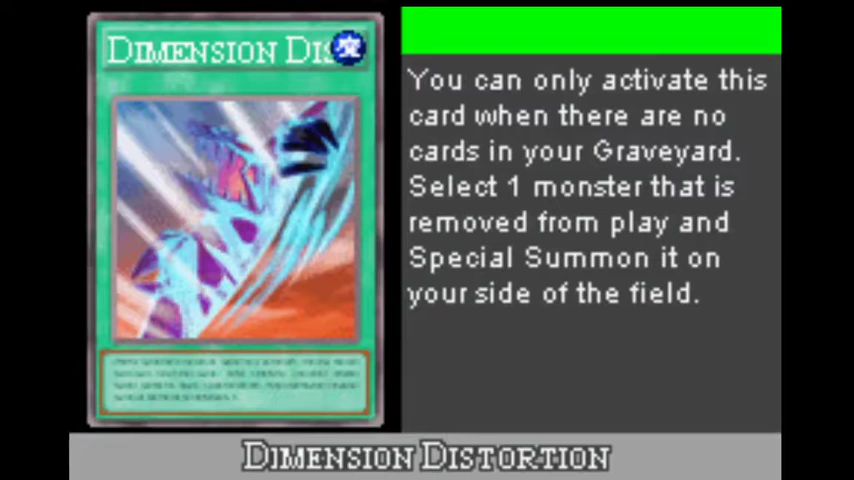 DIMENSION DIS
魔
You can only activate this
card when there are no
cards in your Graveyard.
Select 1 monster that is
removed from play and
Special Summon it on
your side of the field.
DIMENSION DISTORTION